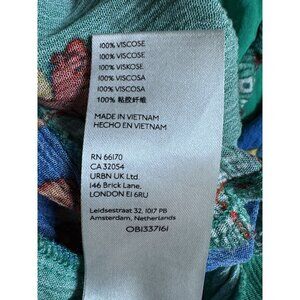 100% VISCOSE
100% VISCOSE
100% VISKOSE
100% VISCOSA
100% VISCOSA
100% 粘胶纤维
MADE IN VIETNAM
HECHO EN VIETNAM
RN 66170
CA 32054
URBN UK Ltd.
146 Brick Lane,
LONDON E1 6RU
Leidsestraat 32, 1017 PB
Amsterdam, Netherlands
OB1337161